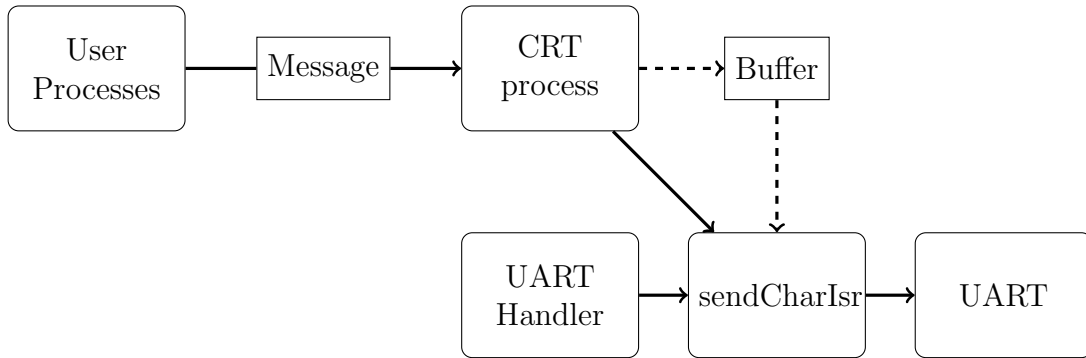 User
Processes
Message
CRT
process
Buffer
UART
Handler
sendCharIsr
UART